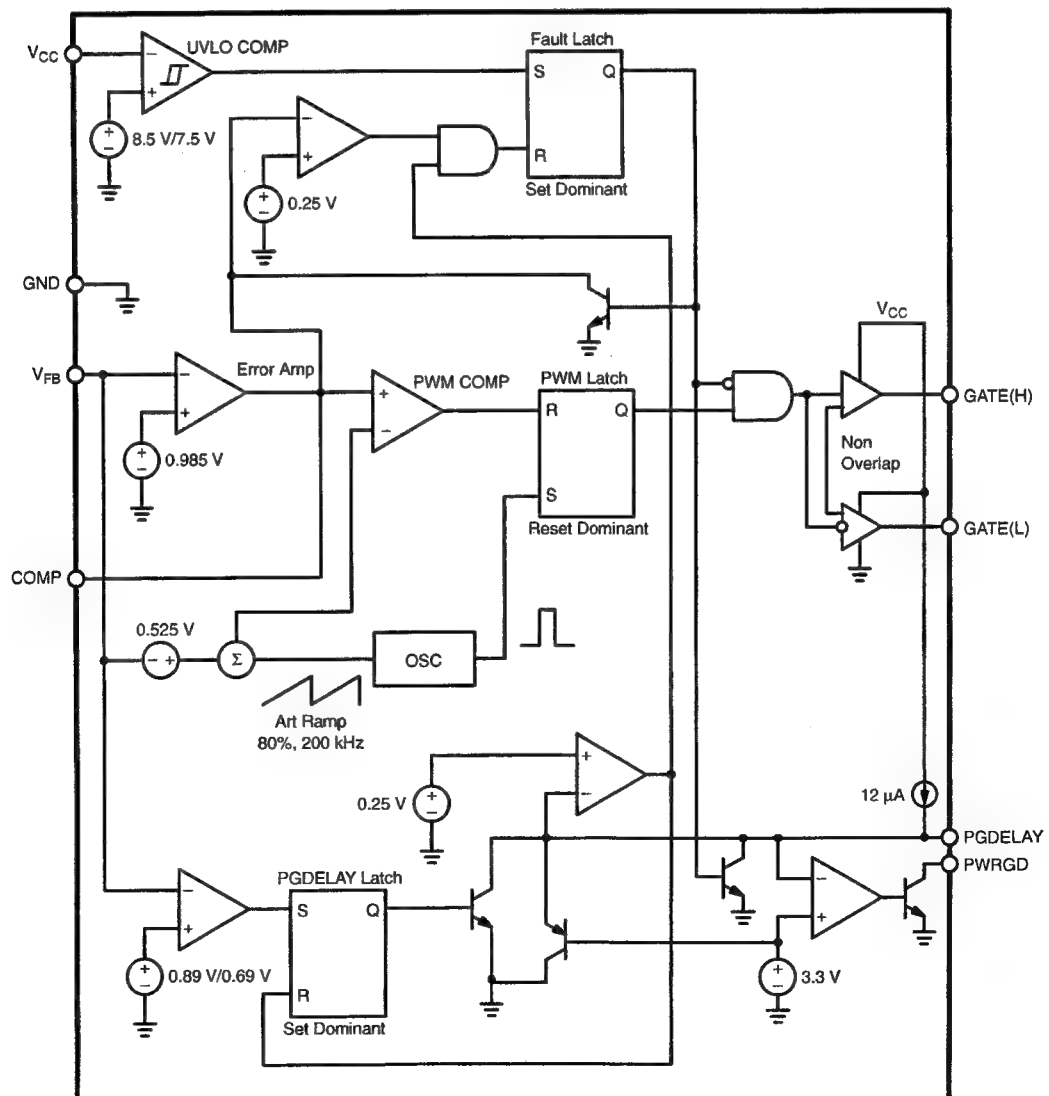 VCC
UVLO COMP
−
+
8.5 V/7.5 V
+
−
−
+
0.25 V
+
−
Fault Latch
S
Q
R
Set Dominant
GND
VFB
−
+
Error Amp
0.985 V
+
−
+
−
PWM COMP
PWM Latch
R
Q
S
Reset Dominant
VCC
GATE(H)
Non
Overlap
GATE(L)
COMP
0.525 V
− +
Σ
OSC
Art Ramp
80%, 200 kHz
0.25 V
+
−
+
−
12 μA
PGDELAY
PWRGD
−
+
0.89 V/0.69 V
+
−
PGDELAY Latch
S
Q
R
Set Dominant
−
+
3.3 V
+
−